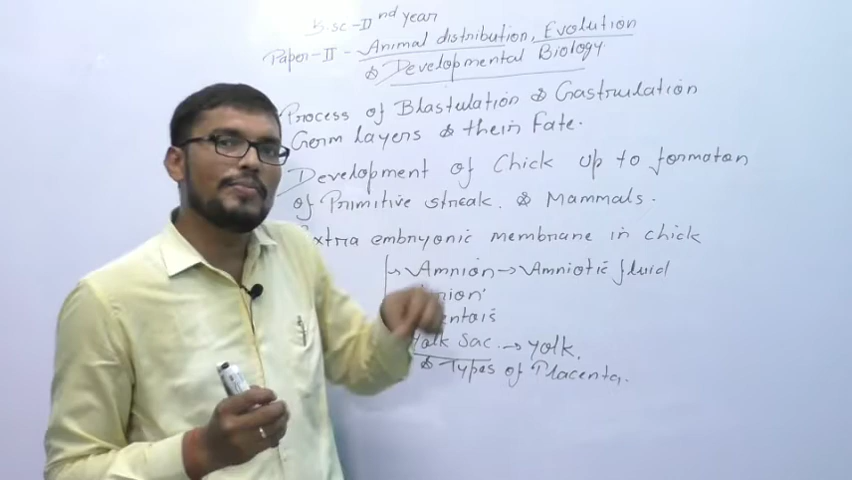 B.sc-II nd year
Paper-II - Animal distribution, Evolution
& Developmental Biology
Process of Blastulation & Gastrulation
Germ layers & their Fate.
Development of Chick up to formaton
of Primitive streak. & Mammals.
Extra embryonic membrane in chick
Amnion → Amniotic fluid
Yolk Sac. → yolk.
& Types of Placenta.